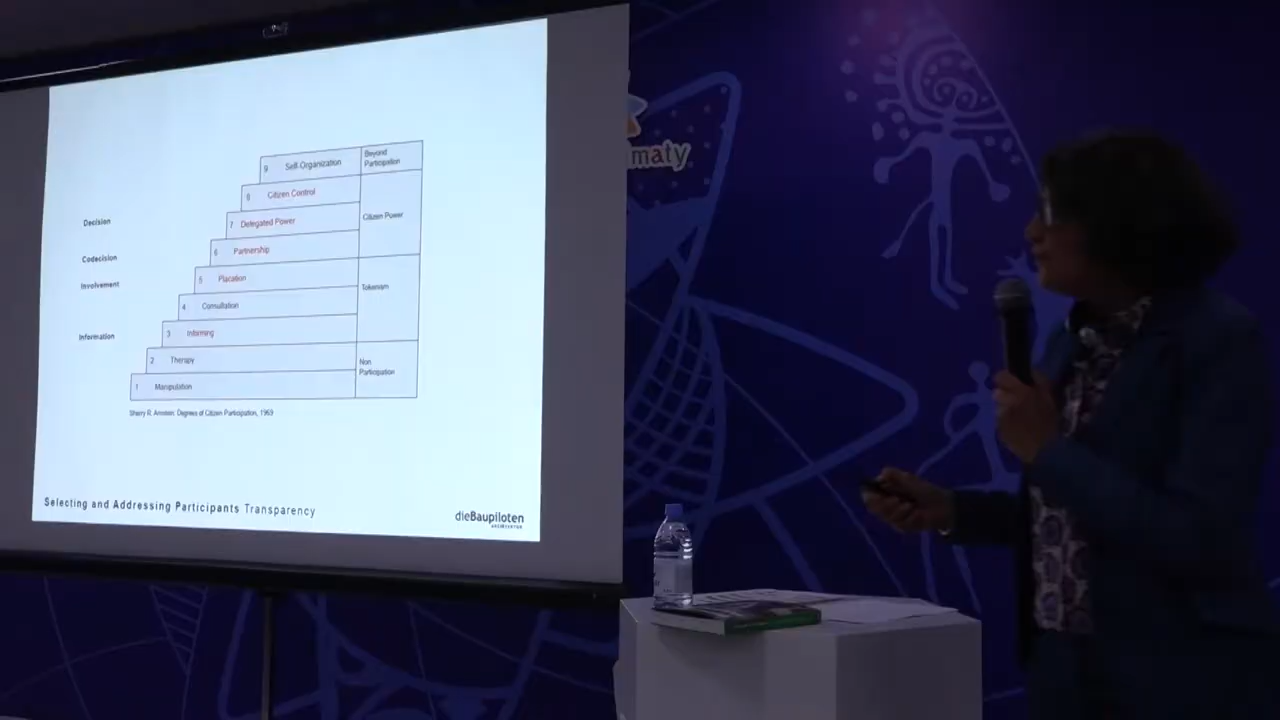 9 Self-Organization
Beyond
Participation
8 Citizen Control
Decision
7 Delegated Power
Citizen Power
Codecision
6 Partnership
Involvement
5 Placation
Tokenism
4 Consultation
Information
3 Informing
2 Therapy
Non
Participation
1 Manipulation
Sherry R. Arnstein: Degrees of Citizen Participation, 1969
Selecting and Addressing Participants Transparency
dieBaupiloten
ARCHITEKTUR
maty